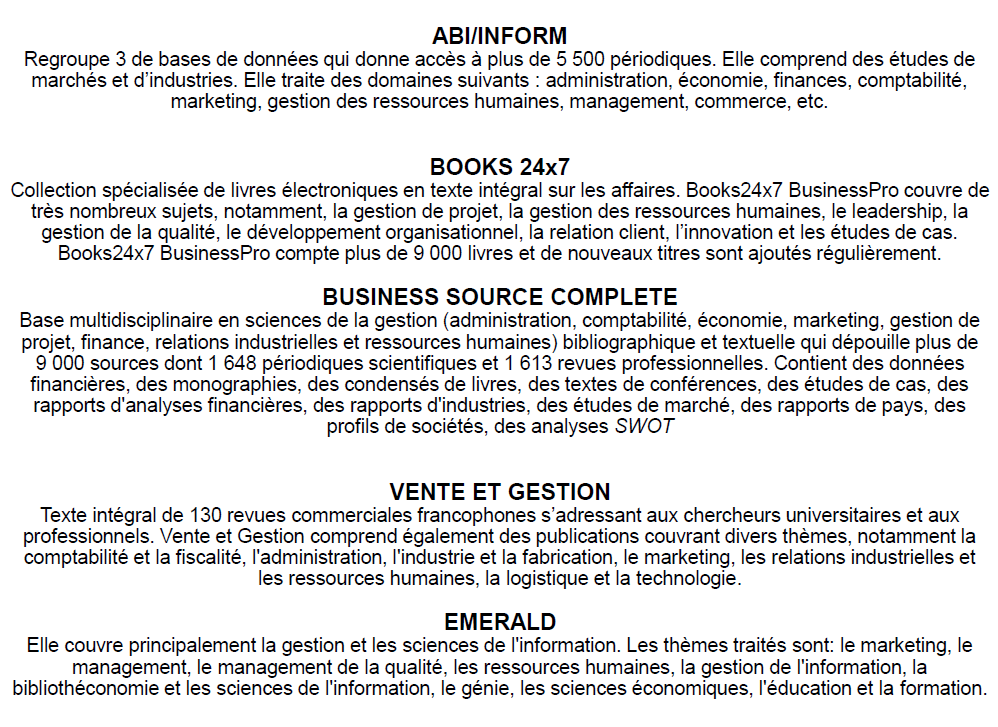 ABI/INFORM
Regroupe 3 de bases de données qui donne accès à plus de 5 500 périodiques. Elle comprend des études de
marchés et d’industries. Elle traite des domaines suivants : administration, économie, finances, comptabilité,
marketing, gestion des ressources humaines, management, commerce, etc.
BOOKS 24x7
Collection spécialisée de livres électroniques en texte intégral sur les affaires. Books24x7 BusinessPro couvre de
très nombreux sujets, notamment, la gestion de projet, la gestion des ressources humaines, le leadership, la
gestion de la qualité, le développement organisationnel, la relation client, l’innovation et les études de cas.
Books24x7 BusinessPro compte plus de 9 000 livres et de nouveaux titres sont ajoutés régulièrement.
BUSINESS SOURCE COMPLETE
Base multidisciplinaire en sciences de la gestion (administration, comptabilité, économie, marketing, gestion de
projet, finance, relations industrielles et ressources humaines) bibliographique et textuelle qui dépouille plus de
9 000 sources dont 1 648 périodiques scientifiques et 1 613 revues professionnelles. Contient des données
financières, des monographies, des condensés de livres, des textes de conférences, des études de cas, des
rapports d'analyses financières, des rapports d'industries, des études de marché, des rapports de pays, des
profils de sociétés, des analyses SWOT
VENTE ET GESTION
Texte intégral de 130 revues commerciales francophones s’adressant aux chercheurs universitaires et aux
professionnels. Vente et Gestion comprend également des publications couvrant divers thèmes, notamment la
comptabilité et la fiscalité, l'administration, l'industrie et la fabrication, le marketing, les relations industrielles et
les ressources humaines, la logistique et la technologie.
EMERALD
Elle couvre principalement la gestion et les sciences de l'information. Les thèmes traités sont: le marketing, le
management, le management de la qualité, les ressources humaines, la gestion de l'information, la
bibliothéconomie et les sciences de l'information, le génie, les sciences économiques, l'éducation et la formation.